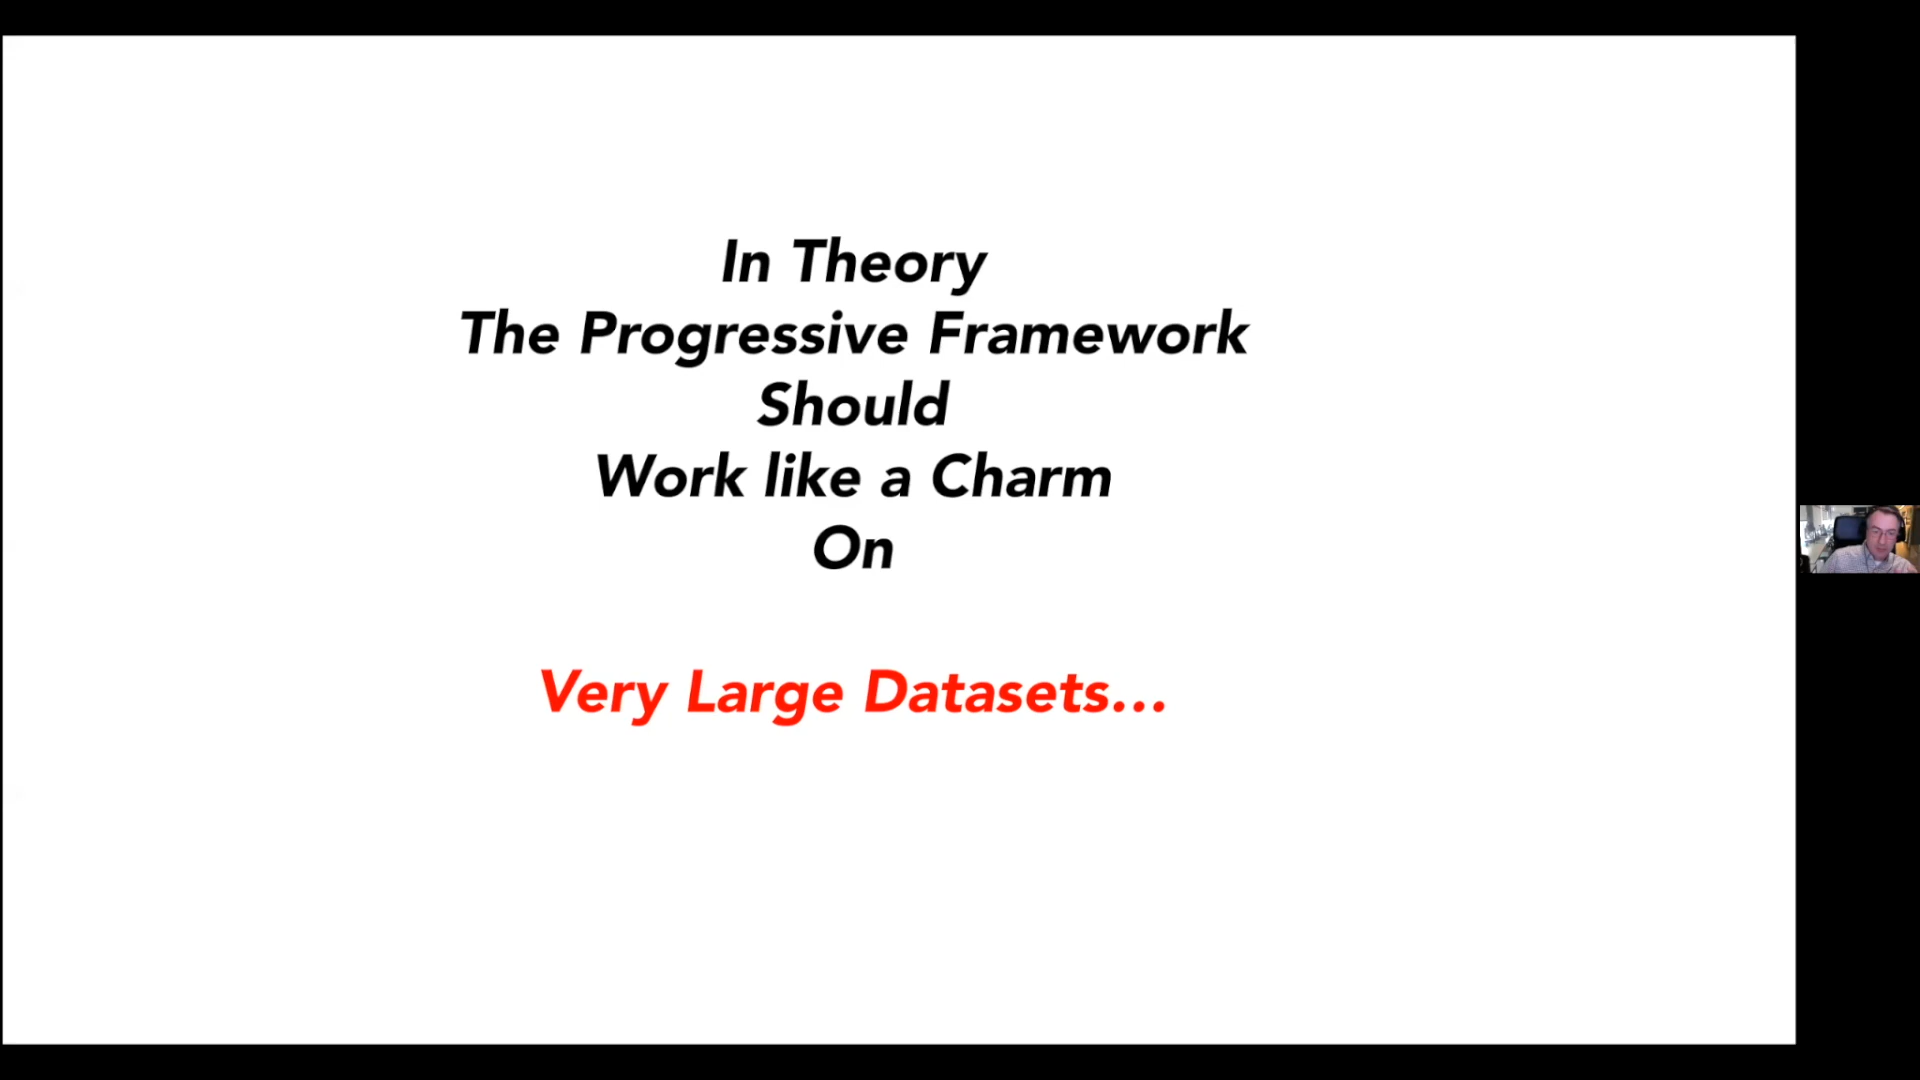 In Theory
The Progressive Framework
Should
Work like a Charm
On
Very Large Datasets...